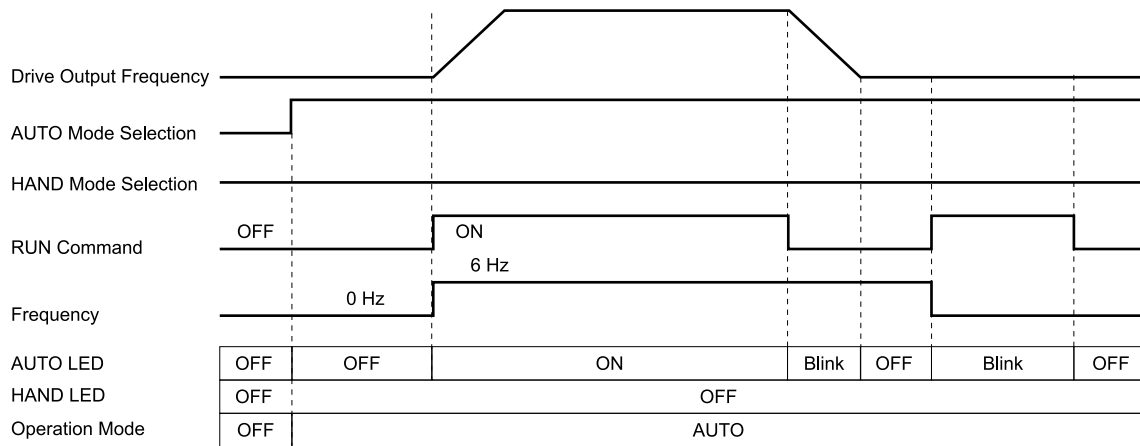 Drive Output Frequency
AUTO Mode Selection
HAND Mode Selection
OFF ON
RUN Command
6 Hz
0 Hz
Frequency
AUTO LED OFF OFF ON Blink OFF Blink OFF
HAND LED OFF OFF
Operation Mode OFF AUTO